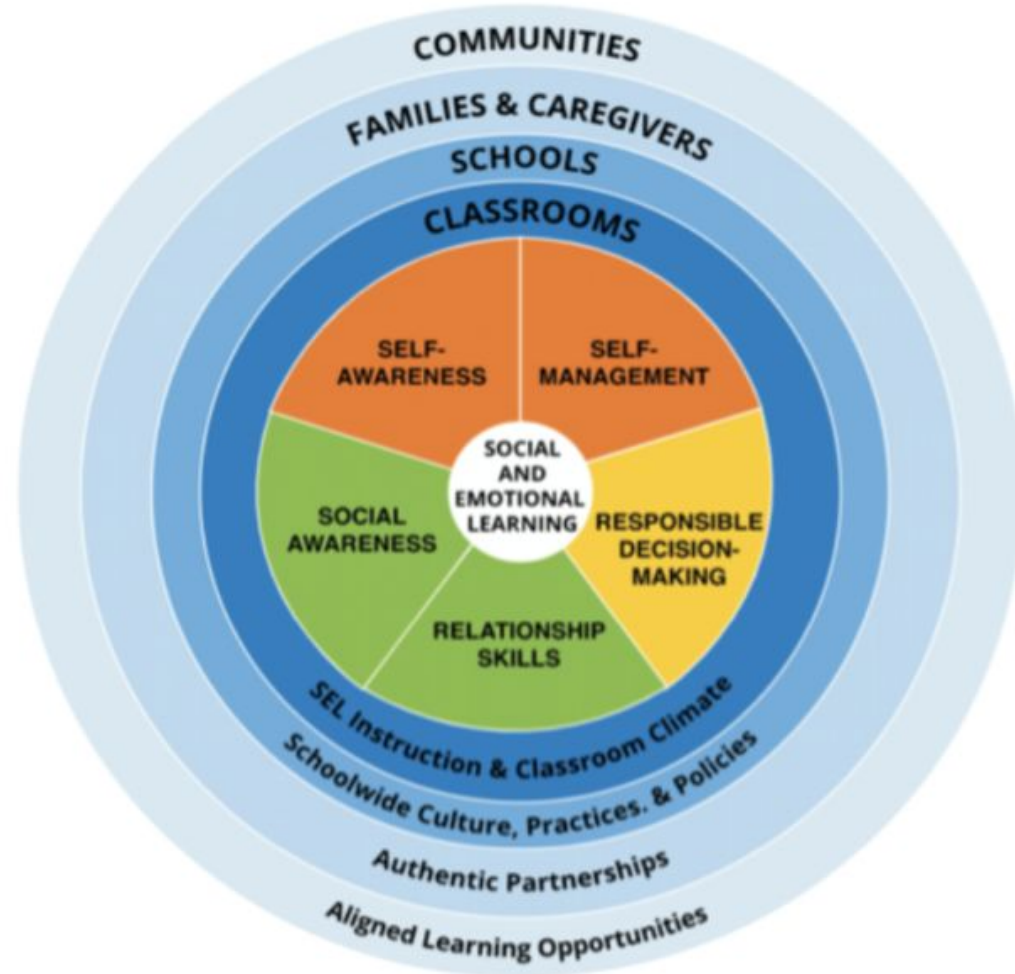 COMMUNITIES
FAMILIES & CAREGIVERS
SCHOOLS
CLASSROOMS
SELF-
AWARENESS
SELF-
MANAGEMENT
SOCIAL
AND
EMOTIONAL
LEARNING
SOCIAL
AWARENESS
RESPONSIBLE
DECISION-
MAKING
RELATIONSHIP
SKILLS
SEL Instruction & Classroom Climate
Schoolwide Culture, Practices. & Policies
Authentic Partnerships
Aligned Learning Opportunities